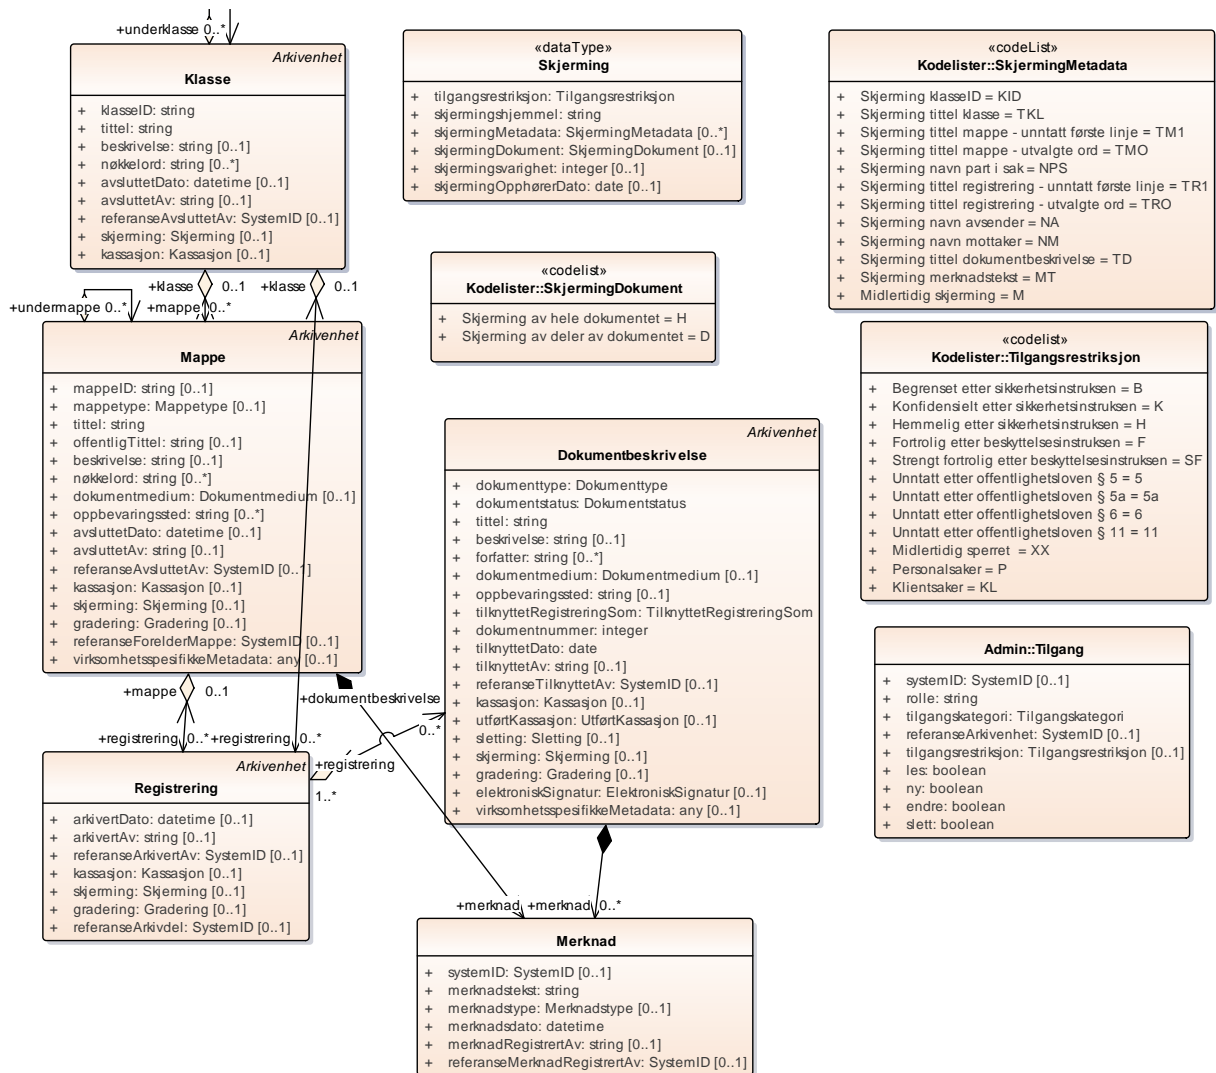 +underklasse 0..*
Arkivenhet
Klasse
+ klasseID: string
+ tittel: string
+ beskrivelse: string [0..1]
+ nøkkelord: string [0..*]
+ avsluttetDato: datetime [0..1]
+ avsluttetAv: string [0..1]
+ referanseAvsluttetAv: SystemID [0..1]
+ skjerming: Skjerming [0..1]
+ kassasjon: Kassasjon [0..1]
+klasse 0..1
+klasse 0..1
+undermappe 0..*
+mappe 0..*
Arkivenhet
Mappe
+ mappeID: string [0..1]
+ mappetype: Mappetype [0..1]
+ tittel: string
+ offentligTittel: string [0..1]
+ beskrivelse: string [0..1]
+ nøkkelord: string [0..*]
+ dokumentmedium: Dokumentmedium [0..1]
+ oppbevaringssted: string [0..*]
+ avsluttetDato: datetime [0..1]
+ avsluttetAv: string [0..1]
+ referanseAvsluttetAv: SystemID [0..1]
+ kassasjon: Kassasjon [0..1]
+ skjerming: Skjerming [0..1]
+ gradering: Gradering [0..1]
+ referanseForelderMappe: SystemID [0..1]
+ virksomhetsspesifikkeMetadata: any [0..1]
+mappe 0..1
+registrering 0..*
+registrering 0..*
Arkivenhet
Registrering
+ arkivertDato: datetime [0..1]
+ arkivertAv: string [0..1]
+ referanseArkivertAv: SystemID [0..1]
+ kassasjon: Kassasjon [0..1]
+ skjerming: Skjerming [0..1]
+ gradering: Gradering [0..1]
+ referanseArkivdel: SystemID [0..1]
«dataType»
Skjerming
+ tilgangsrestriksjon: Tilgangsrestriksjon
+ skjermingshjemmel: string
+ skjermingMetadata: SkjermingMetadata [0..*]
+ skjermingDokument: SkjermingDokument [0..1]
+ skjermingsvarighet: integer [0..1]
+ skjermingOpphørerDato: date [0..1]
«codelist»
Kodelister::SkjermingDokument
+ Skjerming av hele dokumentet = H
+ Skjerming av deler av dokumentet = D
Arkivenhet
Dokumentbeskrivelse
+ dokumenttype: Dokumenttype
+ dokumentstatus: Dokumentstatus
+ tittel: string
+ beskrivelse: string [0..1]
+ forfatter: string [0..*]
+ dokumentmedium: Dokumentmedium [0..1]
+ oppbevaringssted: string [0..1]
+ tilknyttetRegistreringSom: TilknyttetRegistreringSom
+ dokumentnummer: integer
+ tilknyttetDato: date
+ tilknyttetAv: string [0..1]
+ referanseTilknyttetAv: SystemID [0..1]
+ kassasjon: Kassasjon [0..1]
+ utførtKassasjon: UtførtKassasjon [0..1]
+ sletting: Sletting [0..1]
+ skjerming: Skjerming [0..1]
+ gradering: Gradering [0..1]
+ elektroniskSignatur: ElektroniskSignatur [0..1]
+ virksomhetsspesifikkeMetadata: any [0..1]
+dokumentbeskrivelse
0..*
+registrering
1..*
+merknad
+merknad 0..*
Merknad
+ systemID: SystemID [0..1]
+ merknadstekst: string
+ merknadstype: Merknadstype [0..1]
+ merknadsdato: datetime
+ merknadRegistrertAv: string [0..1]
+ referanseMerknadRegistrertAv: SystemID [0..1]
«codeList»
Kodelister::SkjermingMetadata
+ Skjerming klasseID = KID
+ Skjerming tittel klasse = TKL
+ Skjerming tittel mappe - unntatt første linje = TM1
+ Skjerming tittel mappe - utvalgte ord = TMO
+ Skjerming navn part i sak = NPS
+ Skjerming tittel registrering - unntatt første linje = TR1
+ Skjerming tittel registrering - utvalgte ord = TRO
+ Skjerming navn avsender = NA
+ Skjerming navn mottaker = NM
+ Skjerming tittel dokumentbeskrivelse = TD
+ Skjerming merknadstekst = MT
+ Midlertidig skjerming = M
«codelist»
Kodelister::Tilgangsrestriksjon
+ Begrenset etter sikkerhetsinstruksen = B
+ Konfidensielt etter sikkerhetsinstruksen = K
+ Hemmelig etter sikkerhetsinstruksen = H
+ Fortrolig etter beskyttelsesinstruksen = F
+ Strengt fortrolig etter beskyttelsesinstruksen = SF
+ Unntatt etter offentlighetsloven § 5 = 5
+ Unntatt etter offentlighetsloven § 5a = 5a
+ Unntatt etter offentlighetsloven § 6 = 6
+ Unntatt etter offentlighetsloven § 11 = 11
+ Midlertidig sperret = XX
+ Personalsaker = P
+ Klientsaker = KL
Admin::Tilgang
+ systemID: SystemID [0..1]
+ rolle: string
+ tilgangskategori: Tilgangskategori
+ referanseArkivenhet: SystemID [0..1]
+ tilgangsrestriksjon: Tilgangsrestriksjon [0..1]
+ les: boolean
+ ny: boolean
+ endre: boolean
+ slett: boolean